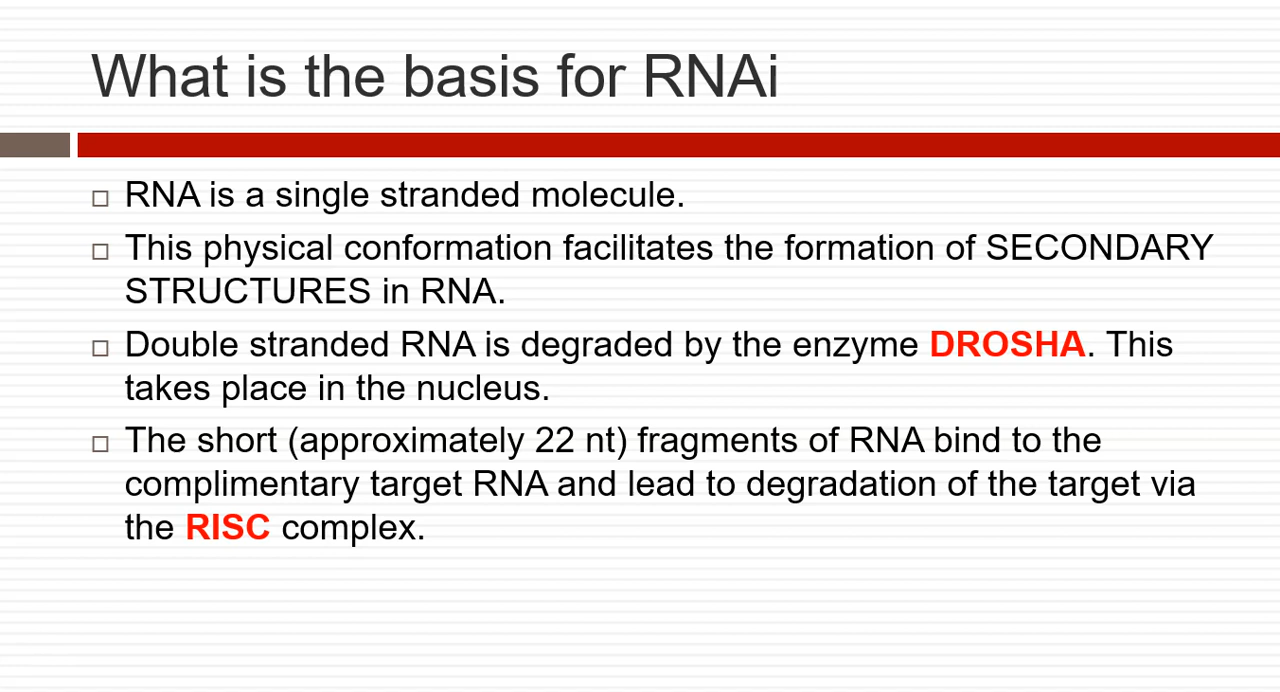 What is the basis for RNAi
RNA is a single stranded molecule.
This physical conformation facilitates the formation of SECONDARY
STRUCTURES in RNA.
Double stranded RNA is degraded by the enzyme DROSHA. This
takes place in the nucleus.
The short (approximately 22 nt) fragments of RNA bind to the
complimentary target RNA and lead to degradation of the target via
the RISC complex.